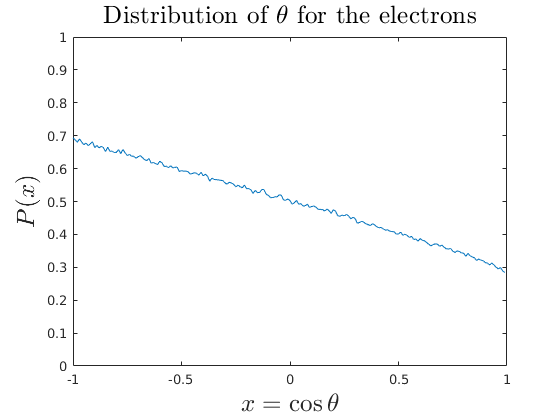 Distribution of θ for the electrons
1
0.9
0.8
0.7
0.6
0.5
0.4
0.3
0.2
0.1
0
P(x)
-1 -0.5 0 0.5 1
x = cos θ